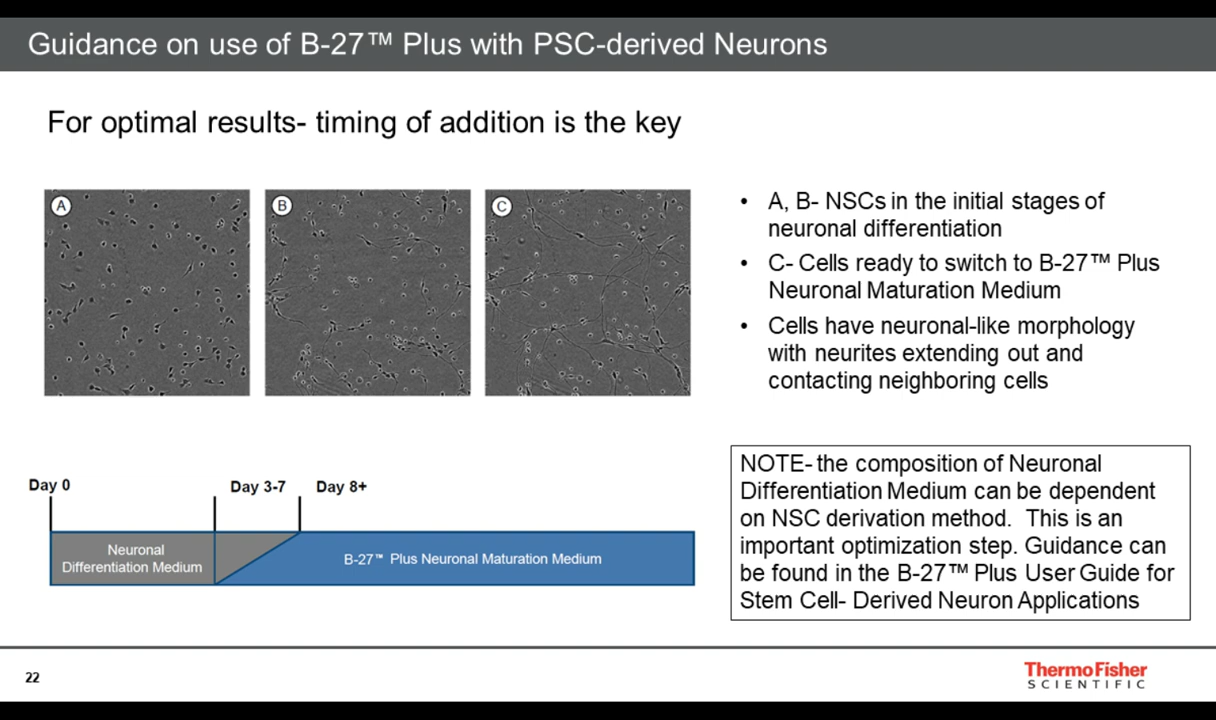 Guidance on use of B-27™ Plus with PSC-derived Neurons
For optimal results- timing of addition is the key
A
B
C
• A, B- NSCs in the initial stages of
neuronal differentiation
• C- Cells ready to switch to B-27™ Plus
Neuronal Maturation Medium
• Cells have neuronal-like morphology
with neurites extending out and
contacting neighboring cells
Day 0
Day 3-7
Day 8+
Neuronal
Differentiation Medium
B-27™ Plus Neuronal Maturation Medium
NOTE- the composition of Neuronal
Differentiation Medium can be dependent
on NSC derivation method. This is an
important optimization step. Guidance can
be found in the B-27™ Plus User Guide for
Stem Cell- Derived Neuron Applications
22
ThermoFisher
SCIENTIFIC